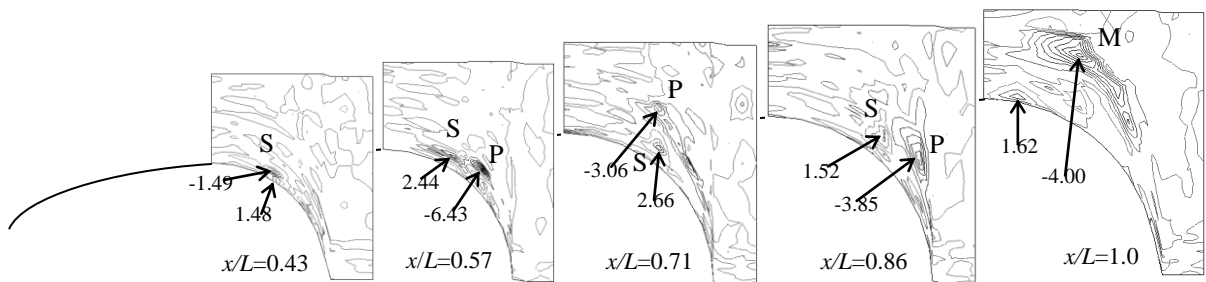 S
-1.49
1.48
x/L=0.43
S
P
2.44
-6.43
x/L=0.57
P
-3.06
S
2.66
x/L=0.71
S
P
1.52
-3.85
x/L=0.86
M
1.62
-4.00
x/L=1.0